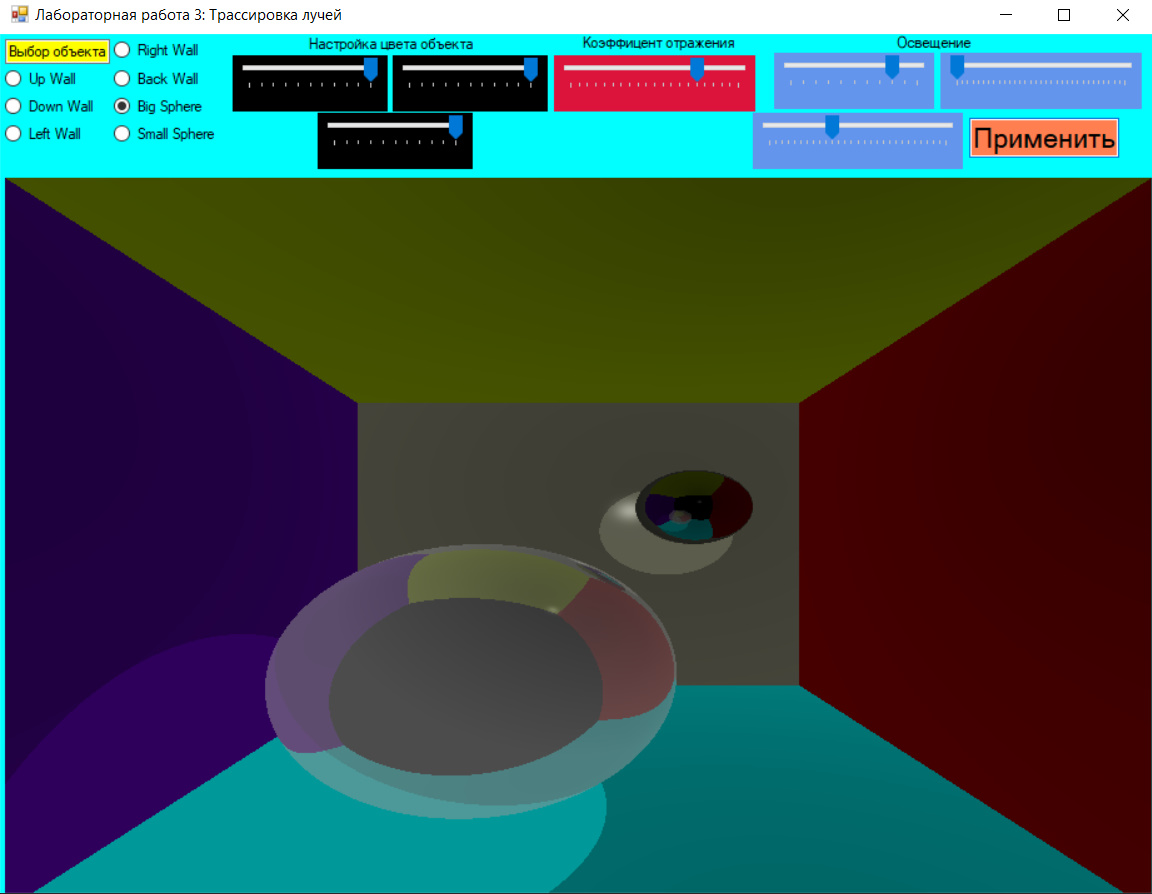 Лабораторная работа 3: Трассировка лучей
Выбор объекта
Right Wall
Up Wall
Back Wall
Down Wall
Big Sphere
Left Wall
Small Sphere
Настройка цвета объекта
Коэффицент отражения
Освещение
Применить